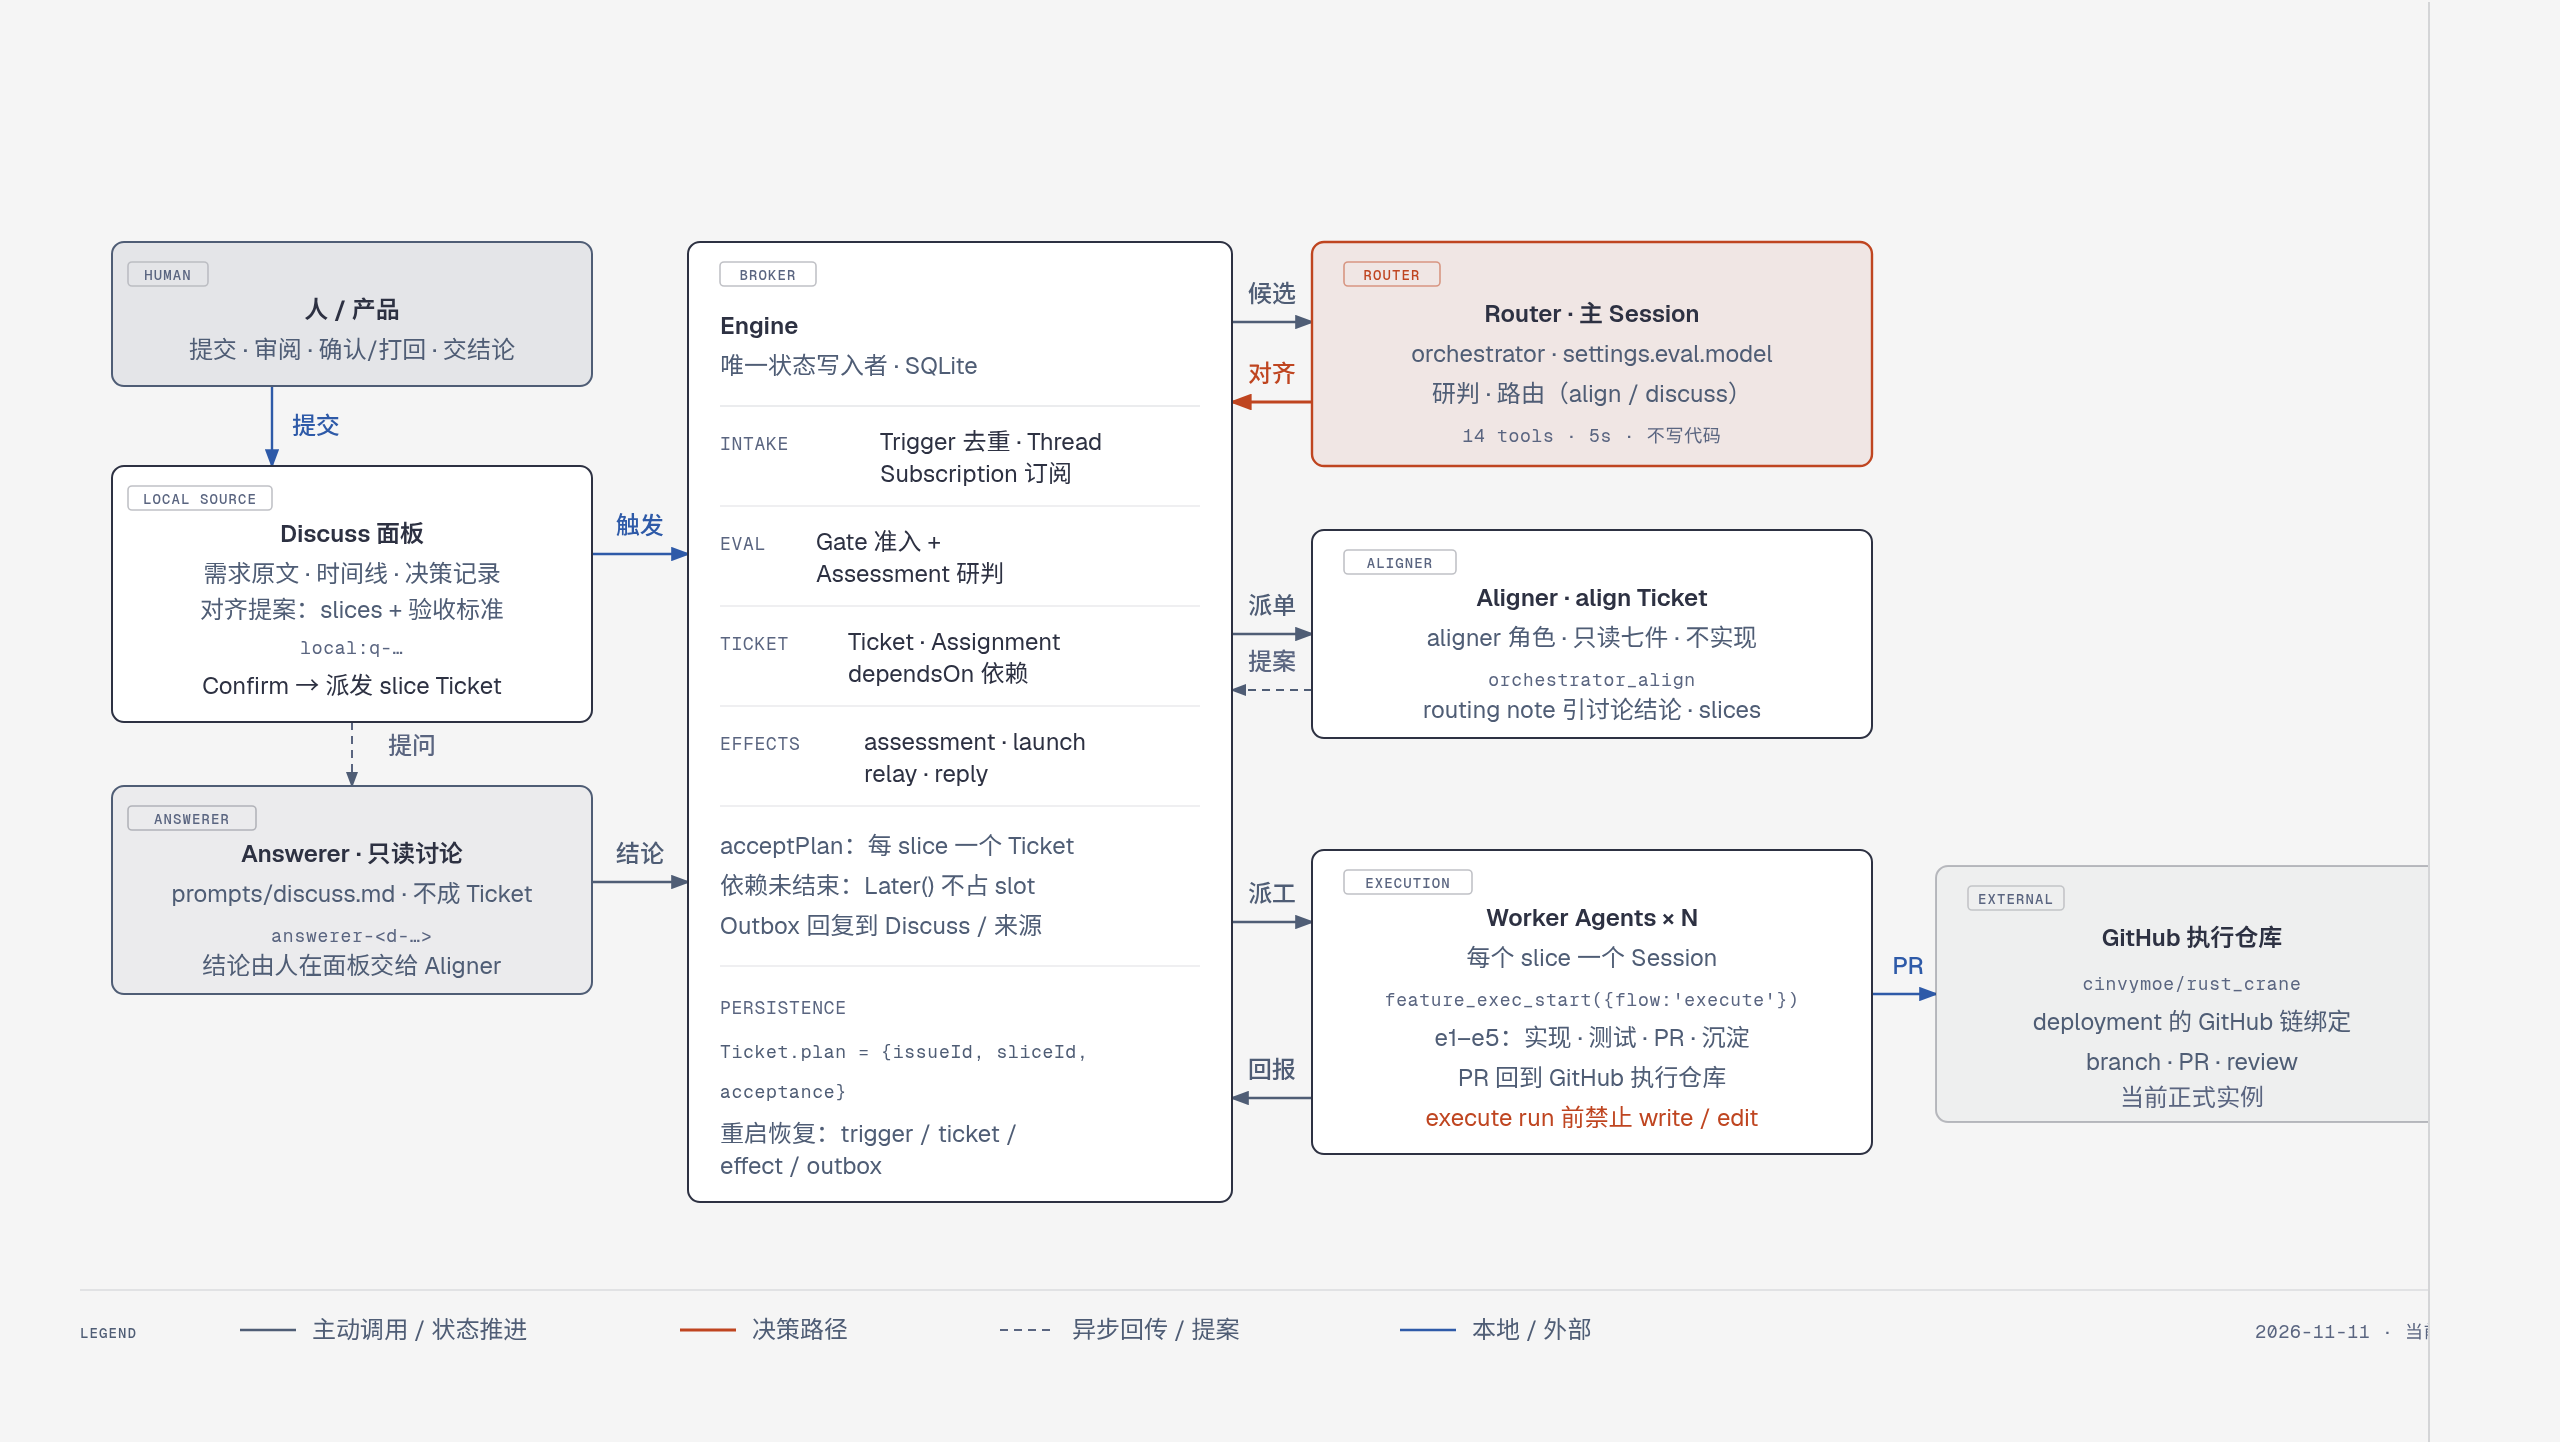 HUMAN
人 / 产品
提交 · 审阅 · 确认/打回 · 交结论
提交
LOCAL SOURCE
Discuss 面板
需求原文 · 时间线 · 决策记录
对齐提案：slices + 验收标准
local:q-…
Confirm → 派发 slice Ticket
触发
提问
ANSWERER
Answerer · 只读讨论
prompts/discuss.md · 不成 Ticket
answerer-<d-…>
结论由人在面板交给 Aligner
结论
BROKER
Engine
唯一状态写入者 · SQLite
INTAKE
Trigger 去重 · Thread
Subscription 订阅
EVAL
Gate 准入 +
Assessment 研判
TICKET
Ticket · Assignment
dependsOn 依赖
EFFECTS
assessment · launch
relay · reply
acceptPlan：每 slice 一个 Ticket
依赖未结束：Later() 不占 slot
Outbox 回复到 Discuss / 来源
PERSISTENCE
Ticket.plan = {issueId, sliceId,
acceptance}
重启恢复：trigger / ticket /
effect / outbox
候选
对齐
ROUTER
Router · 主 Session
orchestrator · settings.eval.model
研判 · 路由（align / discuss）
14 tools · 5s · 不写代码
派单
提案
ALIGNER
Aligner · align Ticket
aligner 角色 · 只读七件 · 不实现
orchestrator_align
routing note 引讨论结论 · slices
派工
回报
EXECUTION
Worker Agents × N
每个 slice 一个 Session
feature_exec_start({flow:'execute'})
e1–e5：实现 · 测试 · PR · 沉淀
PR 回到 GitHub 执行仓库
execute run 前禁止 write / edit
PR
EXTERNAL
GitHub 执行仓库
cinvymoe/rust_crane
deployment 的 GitHub 链绑定
branch · PR · review
当前正式实例
LEGEND
主动调用 / 状态推进
决策路径
异步回传 / 提案
本地 / 外部
2026-11-11 · 当